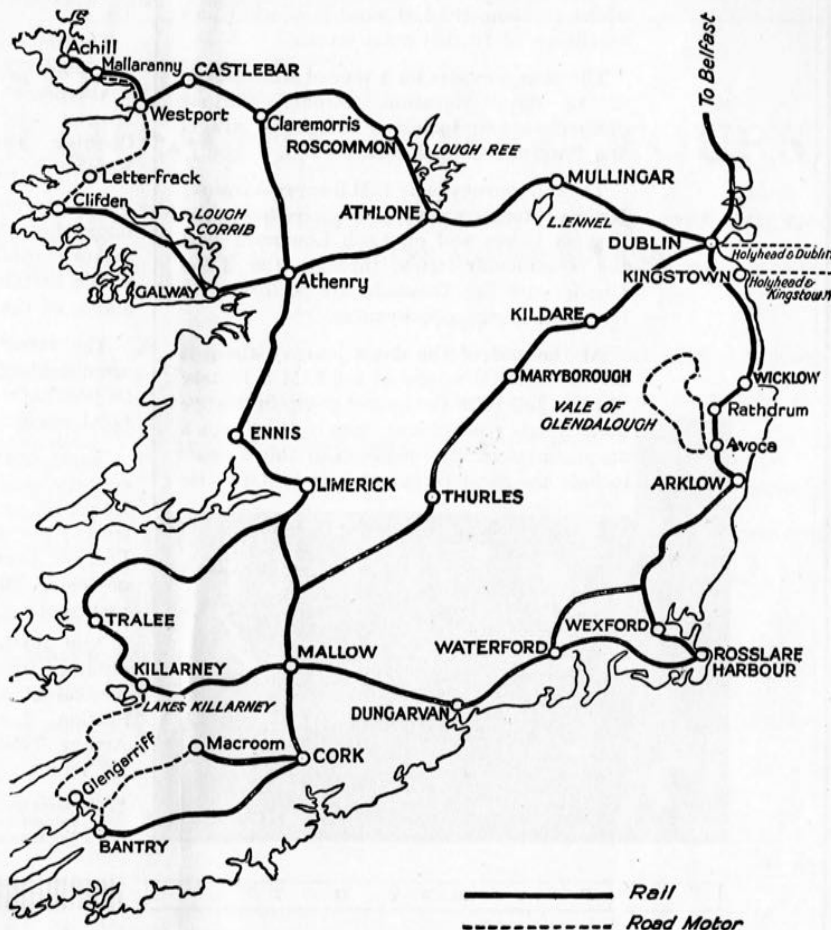 To Belfast
Achill
Mallaranny
CASTLEBAR
Westport
Claremorris
ROSCOMMON
LOUGH REE
MULLINGAR
Letterfrack
Clifden
LOUGH
CORRIB
ATHLONE
L. ENNEL
DUBLIN
Holyhead & Dublin
Athenry
KINGSTOWN
Holyhead &
GALWAY
KILDARE
MARYBOROUGH
WICKLOW
VALE OF
GLENDALOUGH
Rathdrum
Avoca
ENNIS
LIMERICK
THURLES
ARKLOW
TRALEE
WEXFORD
MALLOW
WATERFORD
ROSSLARE
HARBOUR
KILLARNEY
LAKES KILLARNEY
DUNGARVAN
Macroom
CORK
Glengarriff
BANTRY
Rail
Road Motor